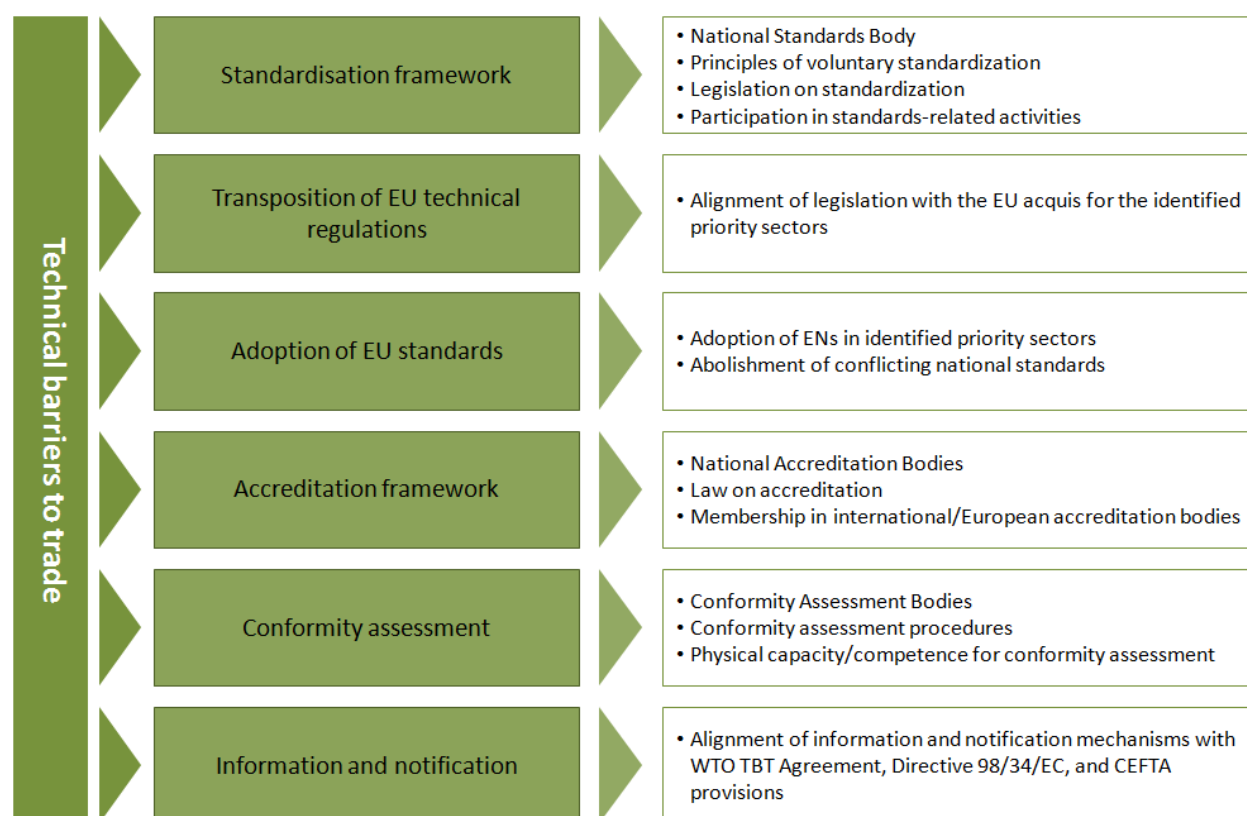 Technical barriers to trade
Standardisation framework
• National Standards Body
• Principles of voluntary standardization
• Legislation on standardization
• Participation in standards-related activities
Transposition of EU technical
regulations
• Alignment of legislation with the EU acquis for the identified
priority sectors
Adoption of EU standards
• Adoption of ENs in identified priority sectors
• Abolishment of conflicting national standards
Accreditation framework
• National Accreditation Bodies
• Law on accreditation
• Membership in international/European accreditation bodies
Conformity assessment
• Conformity Assessment Bodies
• Conformity assessment procedures
• Physical capacity/competence for conformity assessment
Information and notification
• Alignment of information and notification mechanisms with
WTO TBT Agreement, Directive 98/34/EC, and CEFTA
provisions